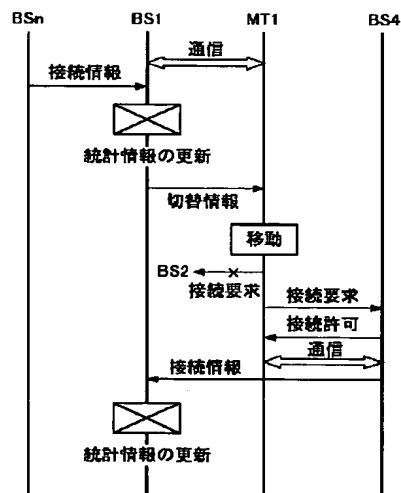 BSn BS1 MT1 BS4
通信
接続情報
統計情報の更新
切替情報
移動
BS2
接続要求
接続要求
接続許可
通信
接続情報
統計情報の更新